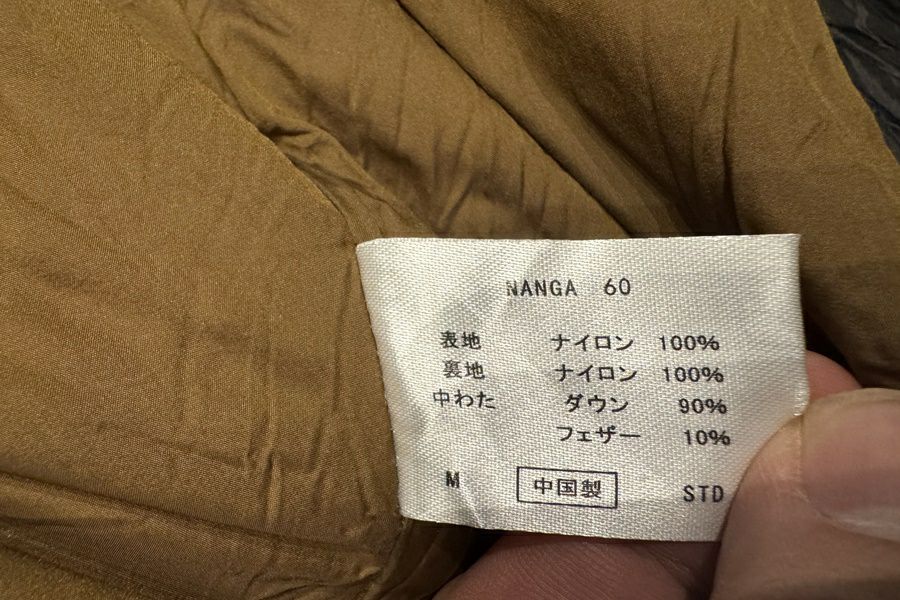 NANGA 60
表地 ナイロン 100%
裏地 ナイロン 100%
中わた ダウン 90%
フェザー 10%
M 中国製 STD